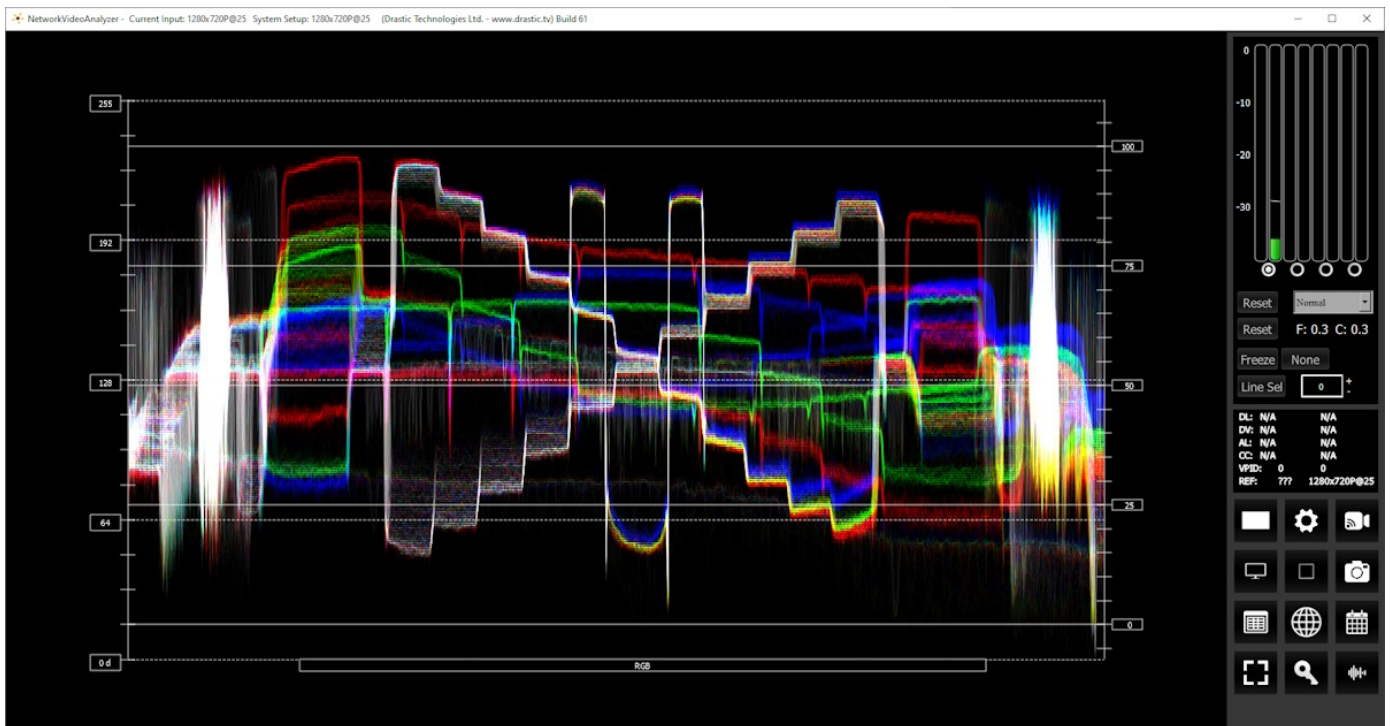 NetworkVideoAnalyzer - Current Input: 1280x720P@25 System Setup: 1280x720P@25 (Drastic Technologies Ltd. - www.drastic.tv) Build 61
255
192
128
64
0 d
100
75
50
25
0
RGB
0
-10
-20
-30
Reset Normal
Reset F: 0.3 C: 0.3
Freeze None
Line Sel 0 + -
DL: N/A N/A
DV: N/A N/A
AL: N/A N/A
CC: N/A N/A
VPID: 0 0
REF: ??? 1280x720P@25